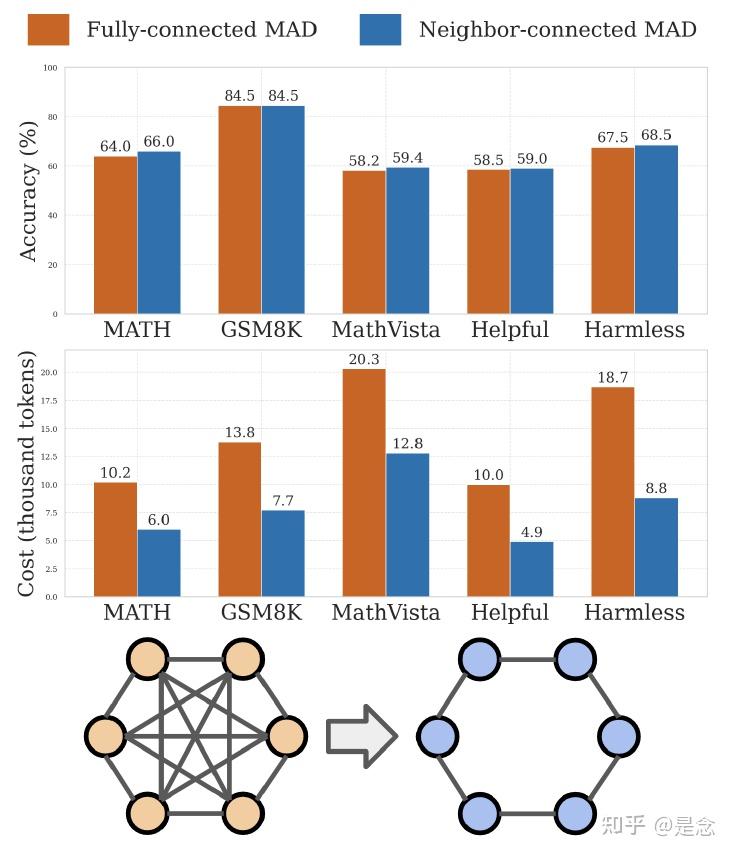 Fully-connected MAD Neighbor-connected MAD
Accuracy (%)
100
80
60
40
20
0
64.0 66.0 84.5 84.5 58.2 59.4 58.5 59.0 67.5 68.5
MATH GSM8K MathVista Helpful Harmless
Cost (thousand tokens)
20.0
17.5
15.0
12.5
10.0
7.5
5.0
2.5
0.0
10.2 6.0 13.8 7.7 20.3 12.8 10.0 4.9 18.7 8.8
MATH GSM8K MathVista Helpful Harmless
知乎 @是念